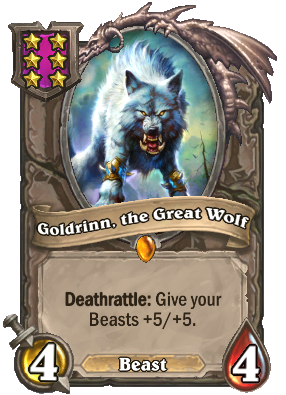 Goldrinn, the Great Wolf
Deathrattle: Give your
Beasts +5/+5.
4
Beast
4